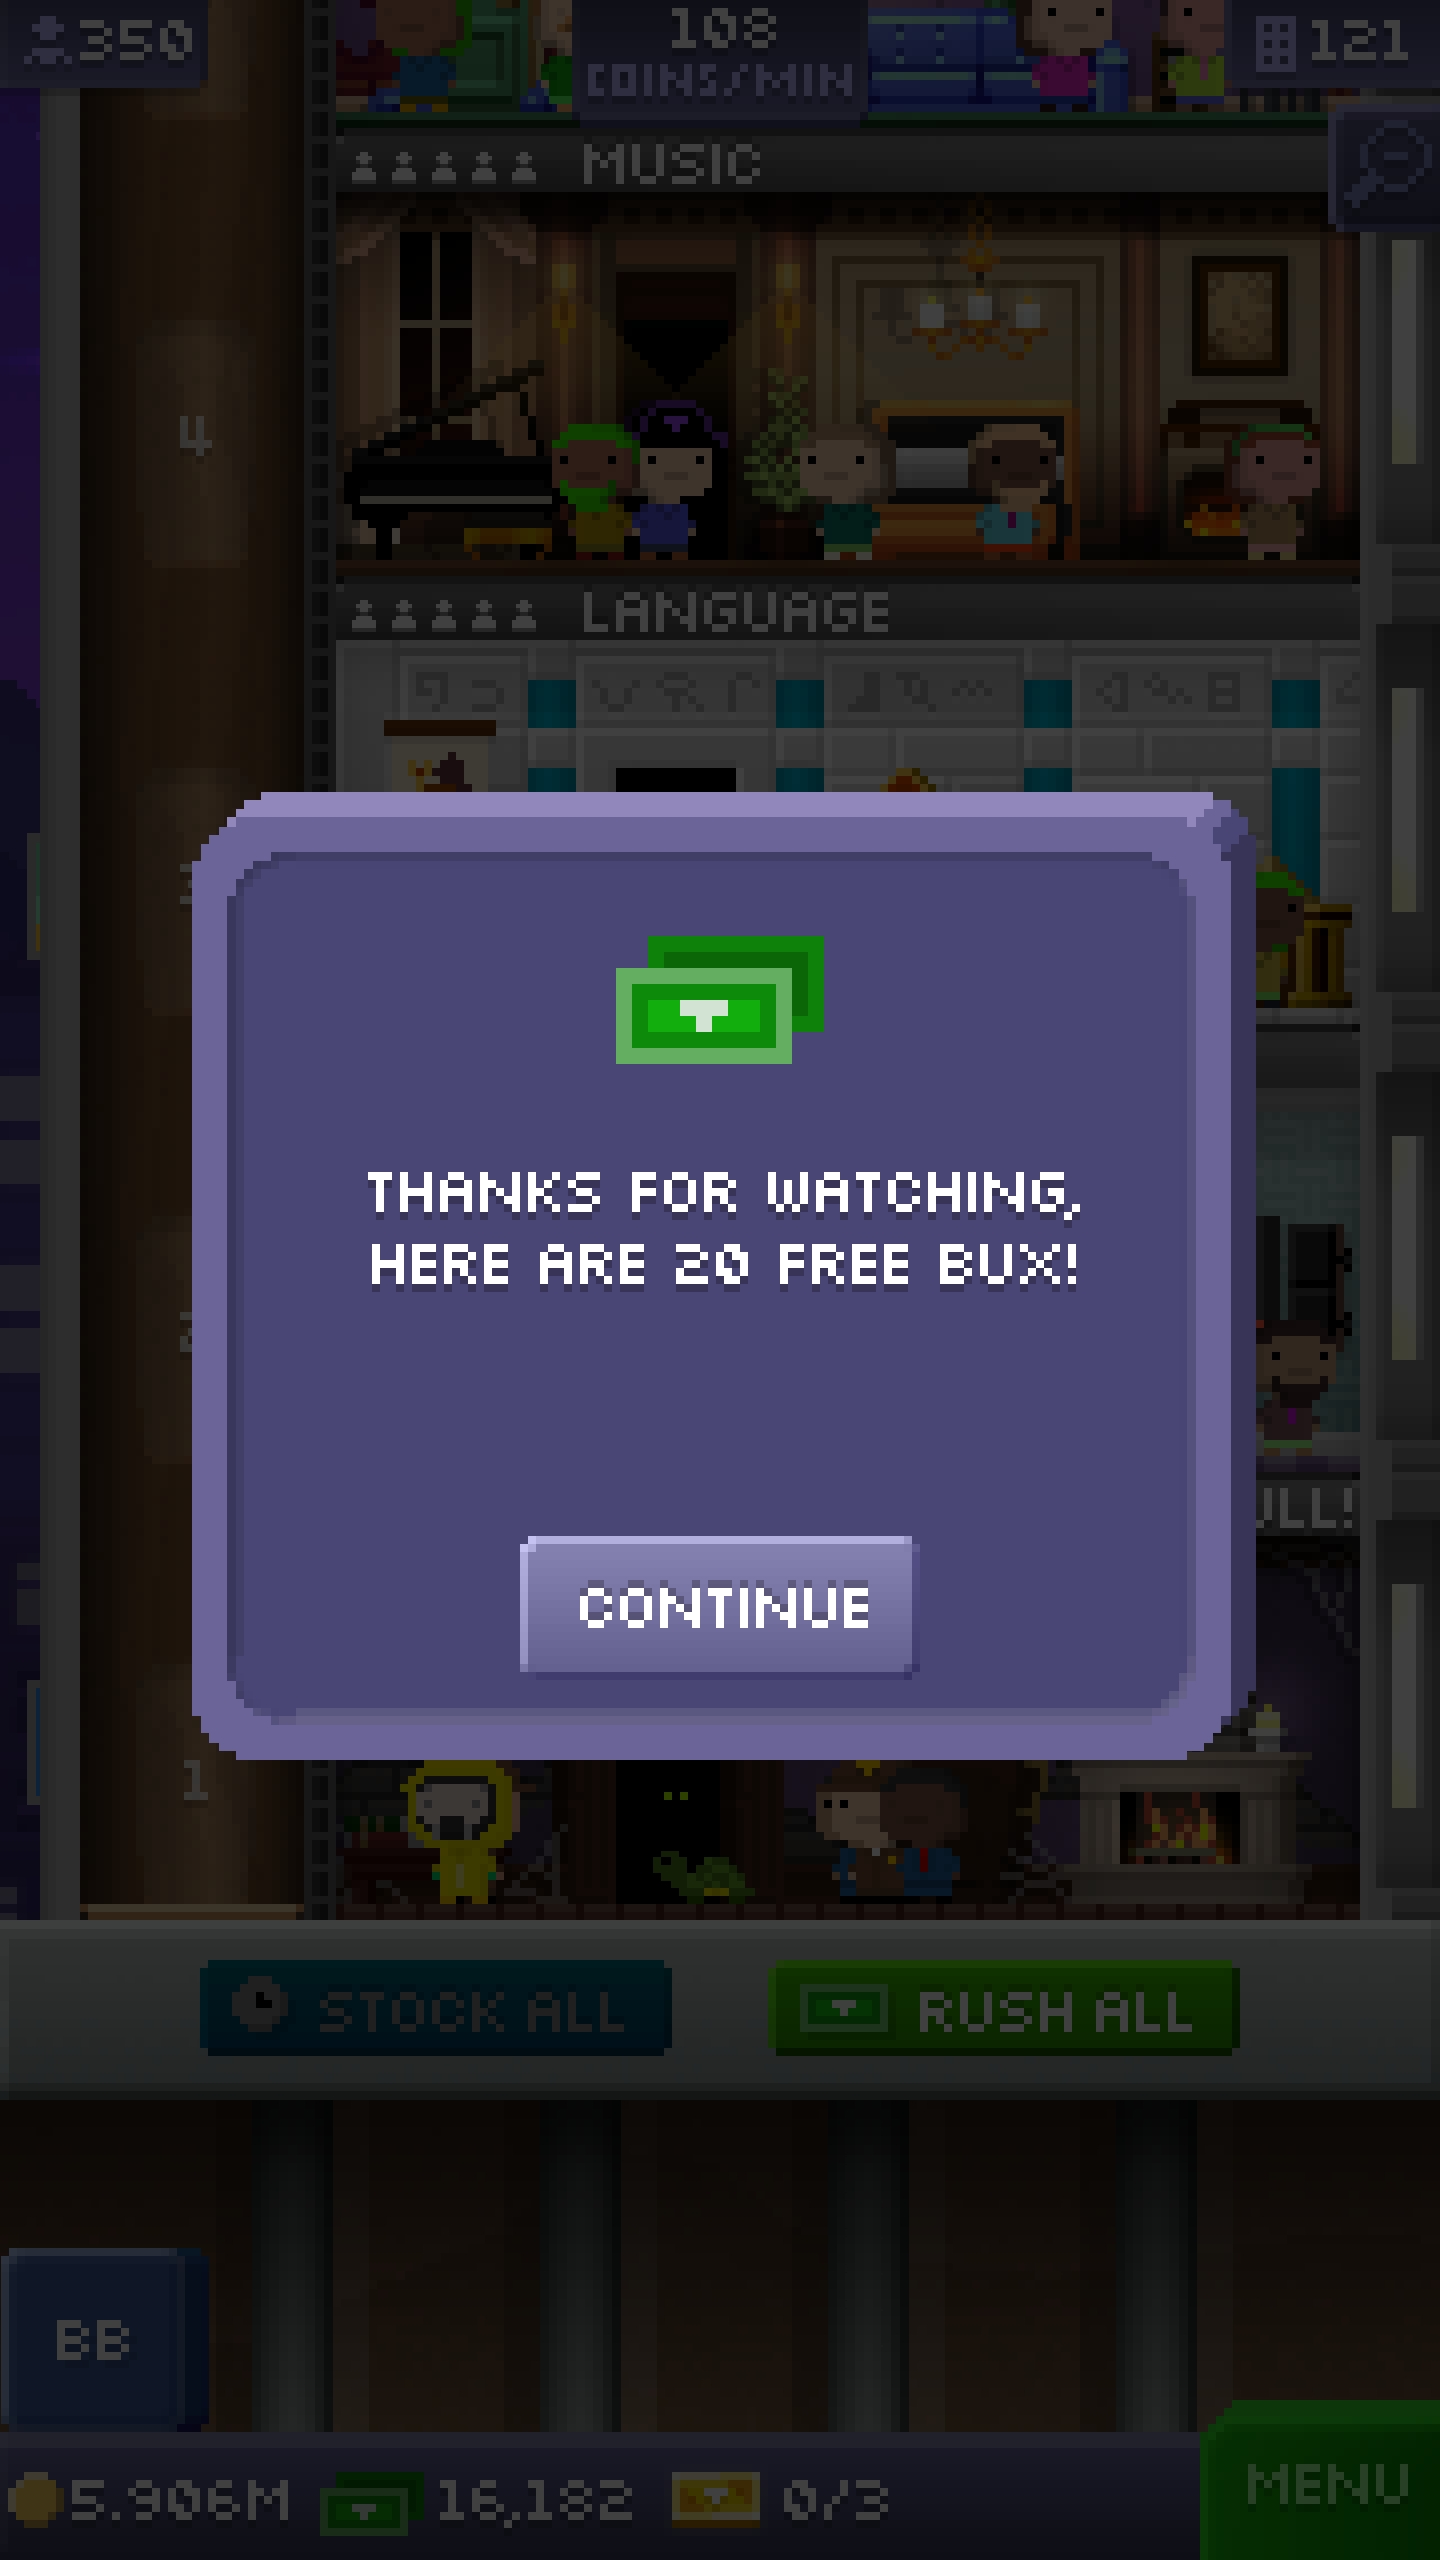 350
108
COINS/MIN
121
MUSIC
4
LANGUAGE
THANKS FOR WATCHING,
HERE ARE 20 FREE BUX!
CONTINUE
1
STOCK ALL
RUSH ALL
BB
5.906M
16,182
0/3
MENU